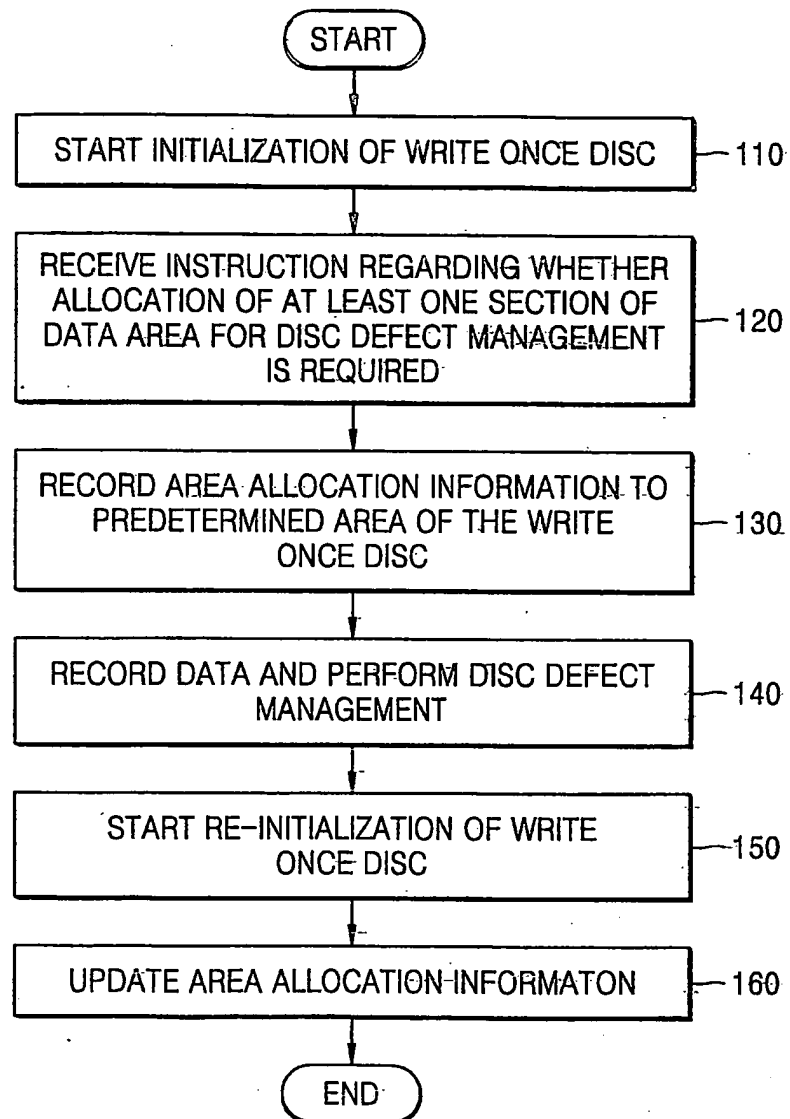 START
START INITIALIZATION OF WRITE ONCE DISC
110
RECEIVE INSTRUCTION REGARDING WHETHER
ALLOCATION OF AT LEAST ONE SECTION OF
DATA AREA FOR DISC DEFECT MANAGEMENT
IS REQUIRED
120
RECORD AREA ALLOCATION INFORMATION TO
PREDETERMINED AREA OF THE WRITE
ONCE DISC
130
RECORD DATA AND PERFORM DISC DEFECT
MANAGEMENT
140
START RE-INITIALIZATION OF WRITE
ONCE DISC
150
UPDATE AREA ALLOCATION INFORMATON
160
END